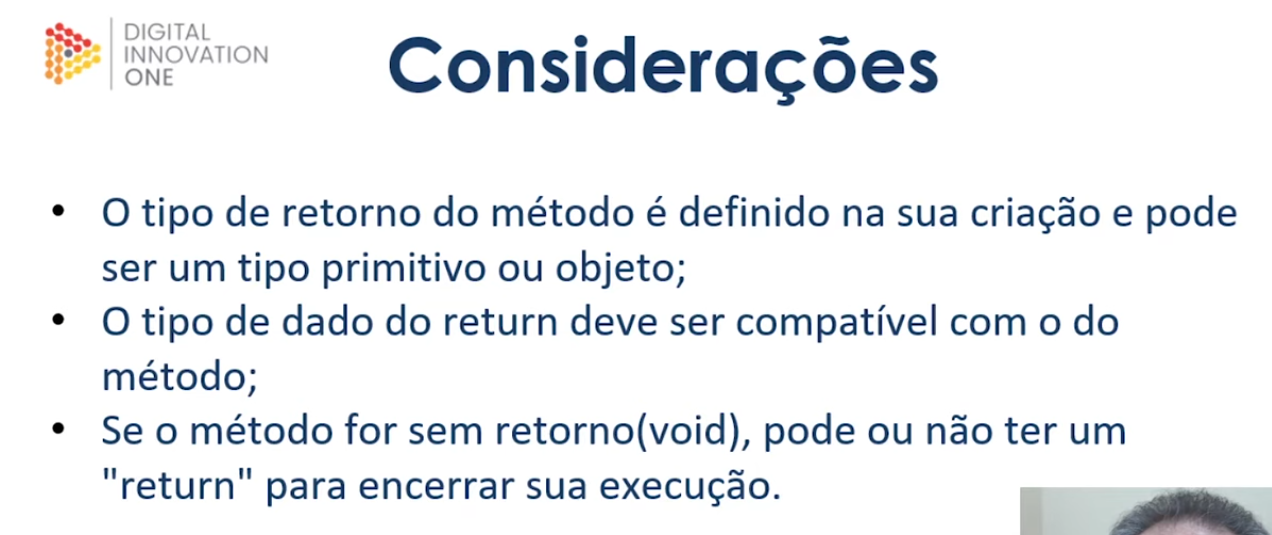 DIGITAL
INNOVATION
ONE
Considerações
• O tipo de retorno do método é definido na sua criação e pode
ser um tipo primitivo ou objeto;
• O tipo de dado do return deve ser compatível com o do
método;
• Se o método for sem retorno(void), pode ou não ter um
"return" para encerrar sua execução.